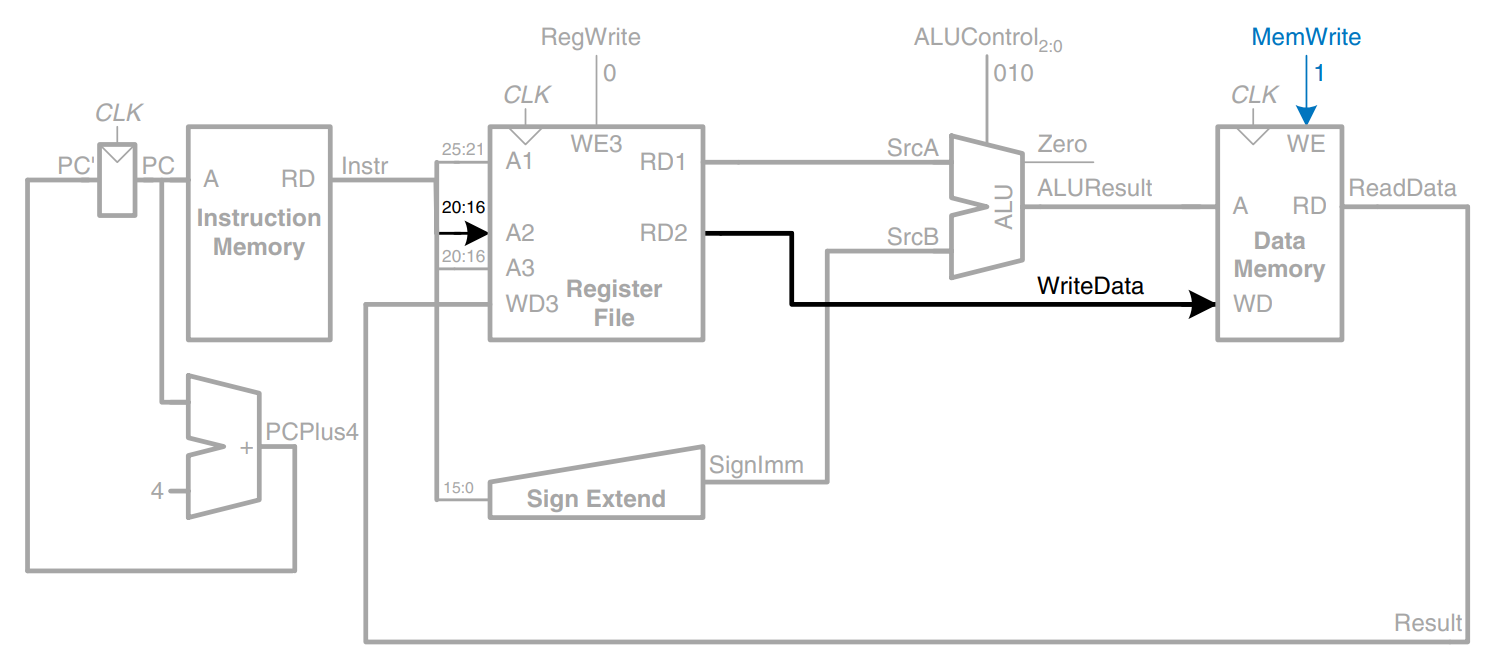 RegWrite
ALUControl2:0
MemWrite
0
010
1
CLK
CLK
CLK
PC'
PC
A
RD
Instruction
Memory
Instr
25:21
20:16
20:16
15:0
A1
A2
A3
WD3
WE3
RD1
RD2
Register
File
SrcA
SrcB
ALU
Zero
ALUResult
WriteData
WE
A
RD
Data
Memory
WD
ReadData
4
+
PCPlus4
Sign Extend
SignImm
Result